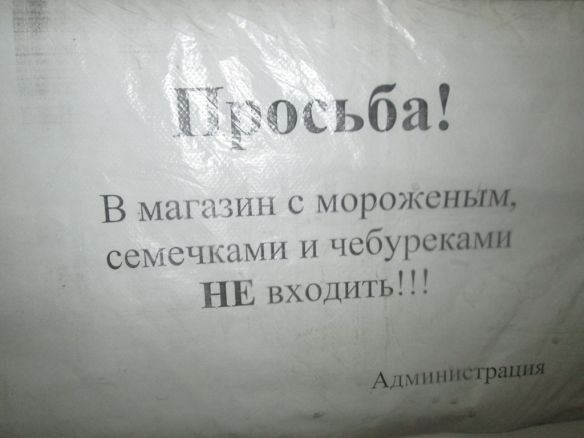 Просьба!
В магазин с мороженым,
семечками и чебуреками
НЕ входить!!!
Администрация